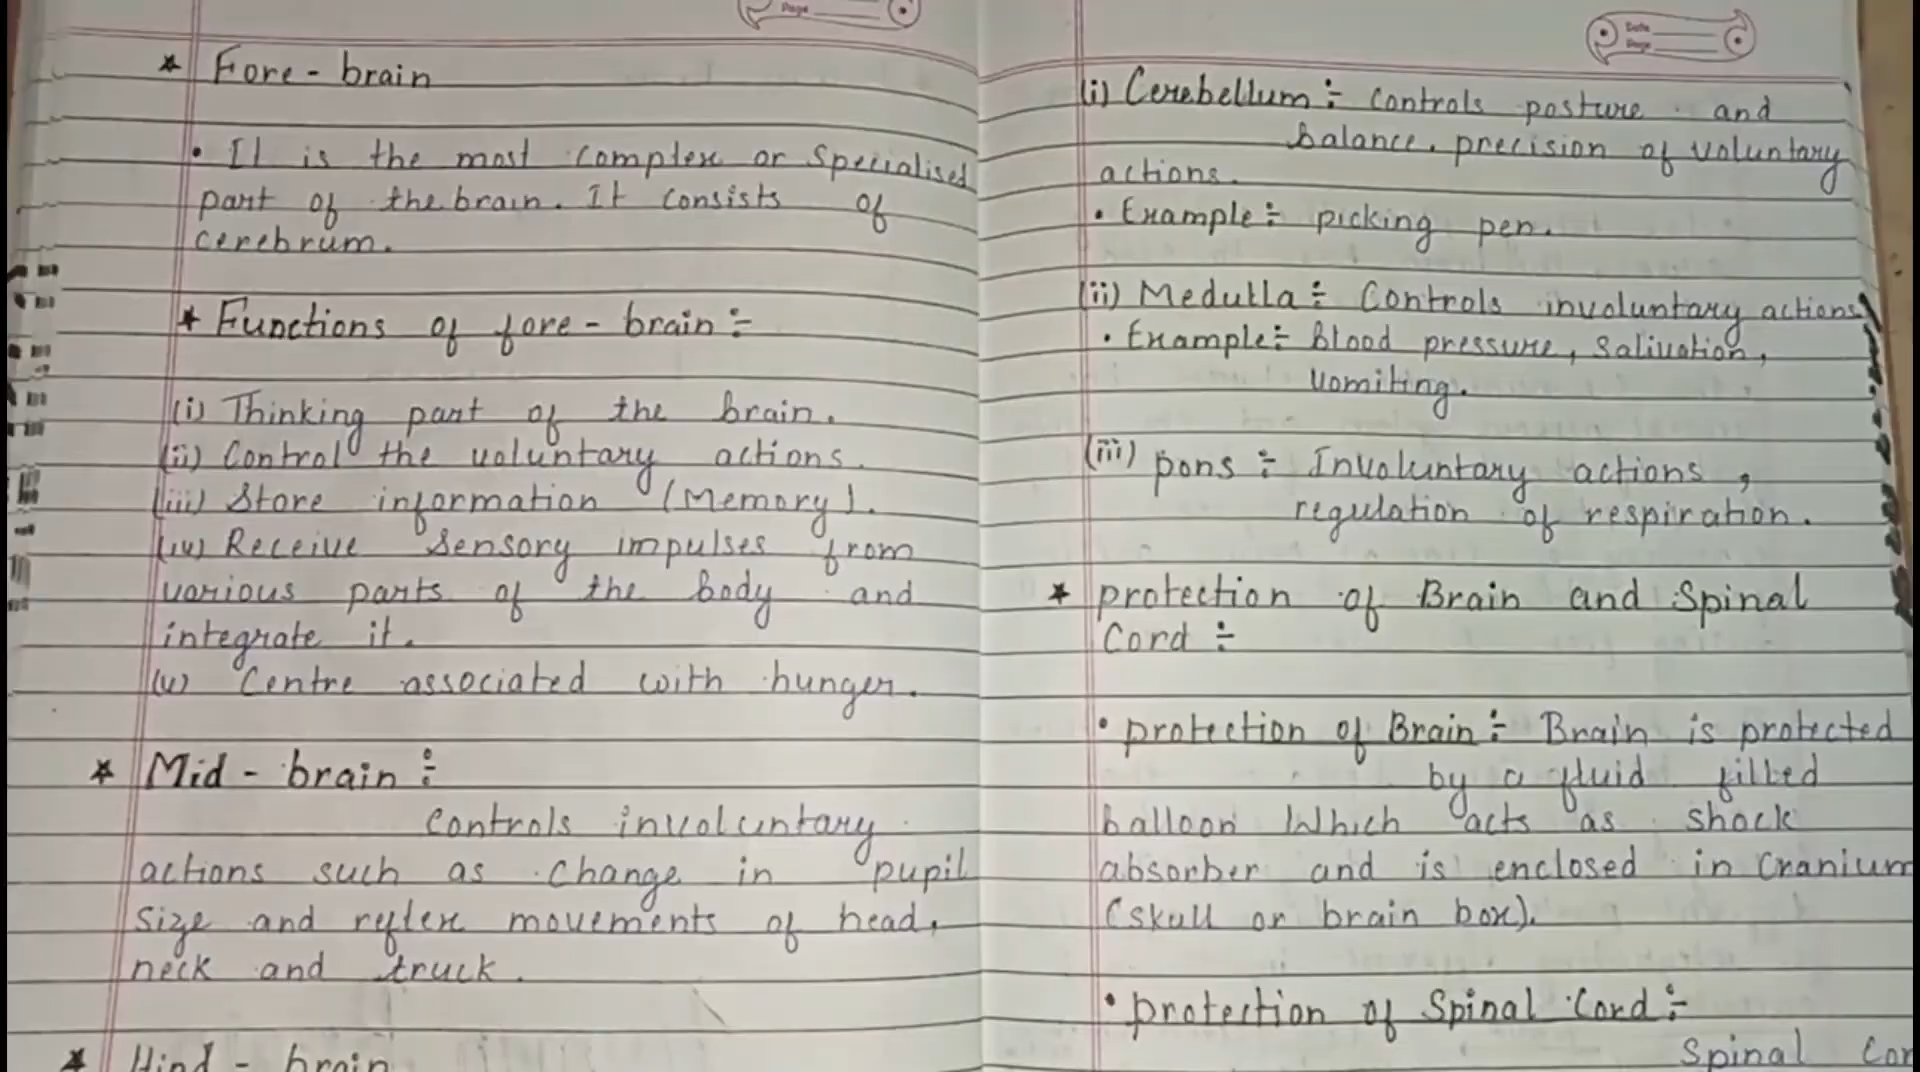 Page
* Fore - brain
• It is the most complex or specialised
part of the brain. It consists of
cerebrum.
* Functions of fore - brain ÷
(i) Thinking part of the brain.
(ii) Control the voluntary actions.
(iii) Store information (Memory).
(iv) Receive sensory impulses from
various parts of the body and
integrate it.
(v) Centre associated with hunger.
* Mid - brain ÷
controls involuntary
actions such as change in pupil
size and reflex movements of head,
neck and truck.
* Hind - brain
Date
Page
(i) Cerebellum ÷ controls posture and
balance. precision of voluntary
actions.
• Example ÷ picking pen.
(ii) Medulla ÷ Controls involuntary actions
• Example ÷ blood pressure, salivation,
vomiting.
(iii) pons ÷ Involuntary actions,
regulation of respiration.
* protection of Brain and Spinal
Cord ÷
• protection of Brain ÷ Brain is protected
by a fluid filled
balloon Which acts as shock
absorber and is enclosed in Cranium
(skull or brain box).
• protection of Spinal Cord ÷
Spinal Cor